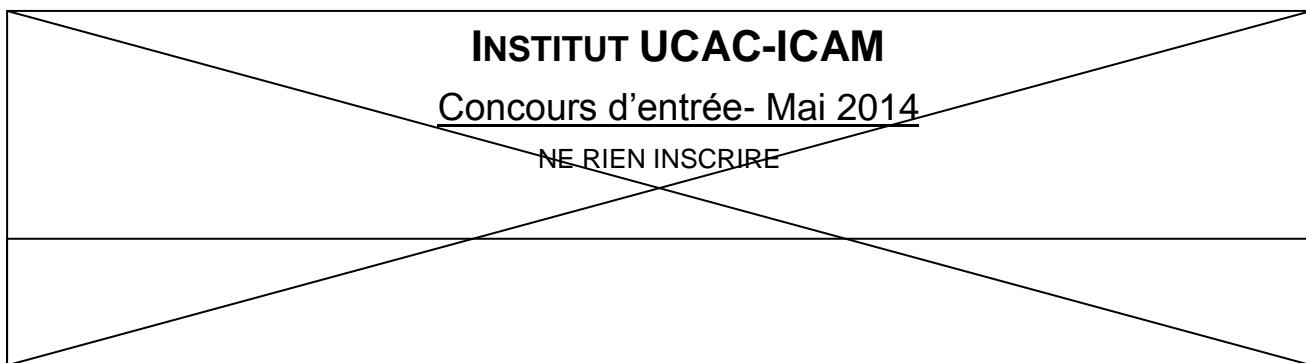 INSTITUT UCAC-ICAM
Concours d'entrée- Mai 2014
NE RIEN INSCRIRE